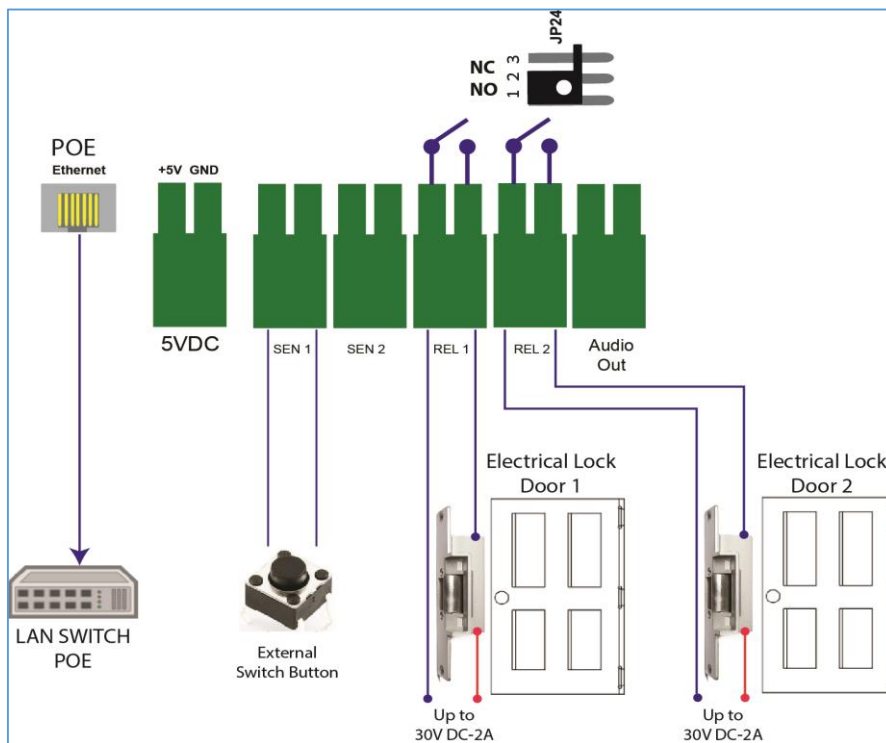 JP24
NC
NO
1 2 3
POE
Ethernet
+5V GND
5VDC
SEN 1
SEN 2
REL 1
REL 2
Audio
Out
LAN SWITCH
POE
External
Switch Button
Electrical Lock
Door 1
Up to
30V DC-2A
Electrical Lock
Door 2
Up to
30V DC-2A